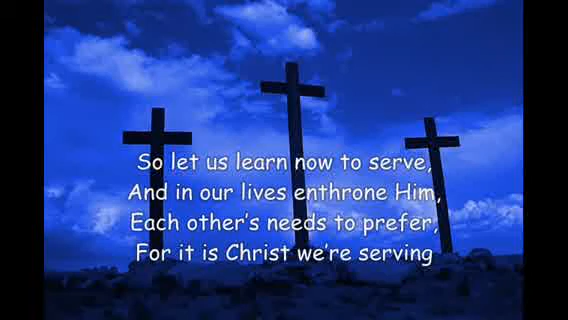 So let us learn now to serve,
And in our lives enthrone Him,
Each other's needs to prefer,
For it is Christ we're serving